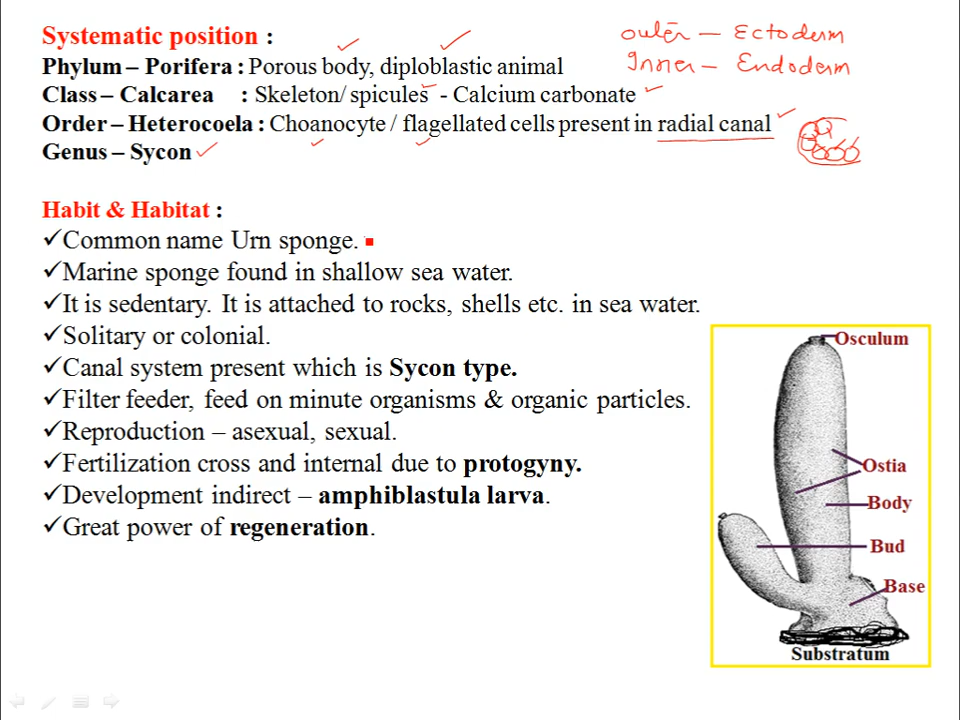 Systematic position :
outer – Ectoderm
Phylum – Porifera : Porous body, diploblastic animal
Inner – Endoderm
Class – Calcarea : Skeleton/ spicules - Calcium carbonate
Order – Heterocoela : Choanocyte / flagellated cells present in radial canal
Genus – Sycon
Habit & Habitat :
✓Common name Urn sponge.
✓Marine sponge found in shallow sea water.
✓It is sedentary. It is attached to rocks, shells etc. in sea water.
✓Solitary or colonial.
✓Canal system present which is Sycon type.
✓Filter feeder, feed on minute organisms & organic particles.
✓Reproduction – asexual, sexual.
✓Fertilization cross and internal due to protogyny.
✓Development indirect – amphiblastula larva.
✓Great power of regeneration.
Osculum
Ostia
Body
Bud
Base
Substratum